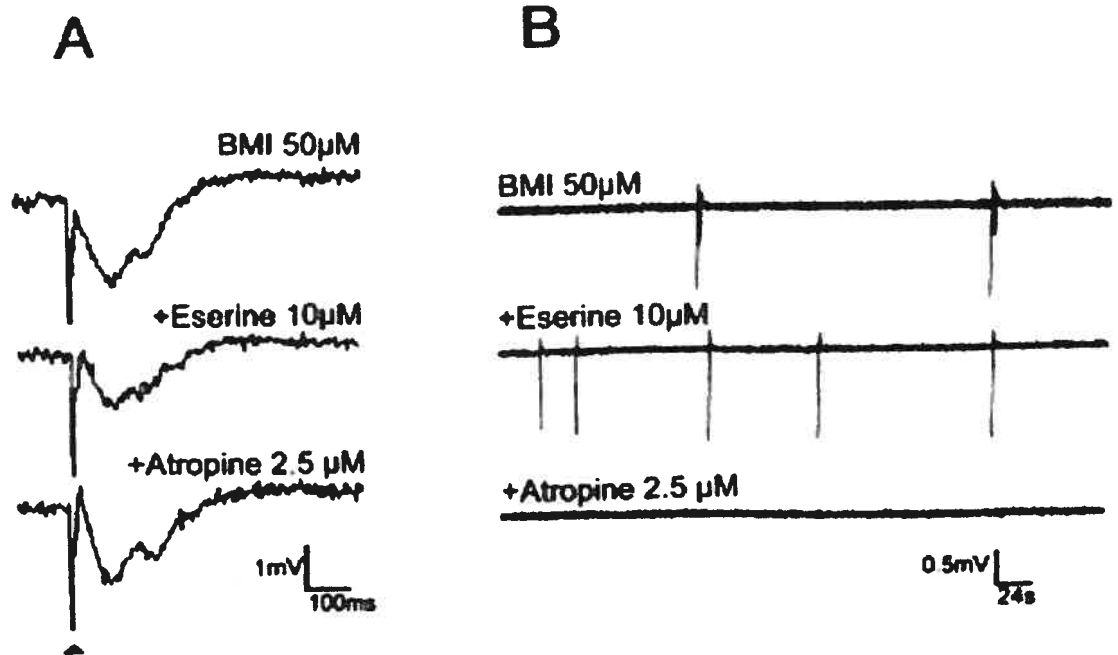 A
BMI 50µM
+Eserine 10µM
+Atropine 2.5 µM
1mV
100ms
B
BMI 50µM
+Eserine 10µM
+Atropine 2.5 µM
0.5mV
24s